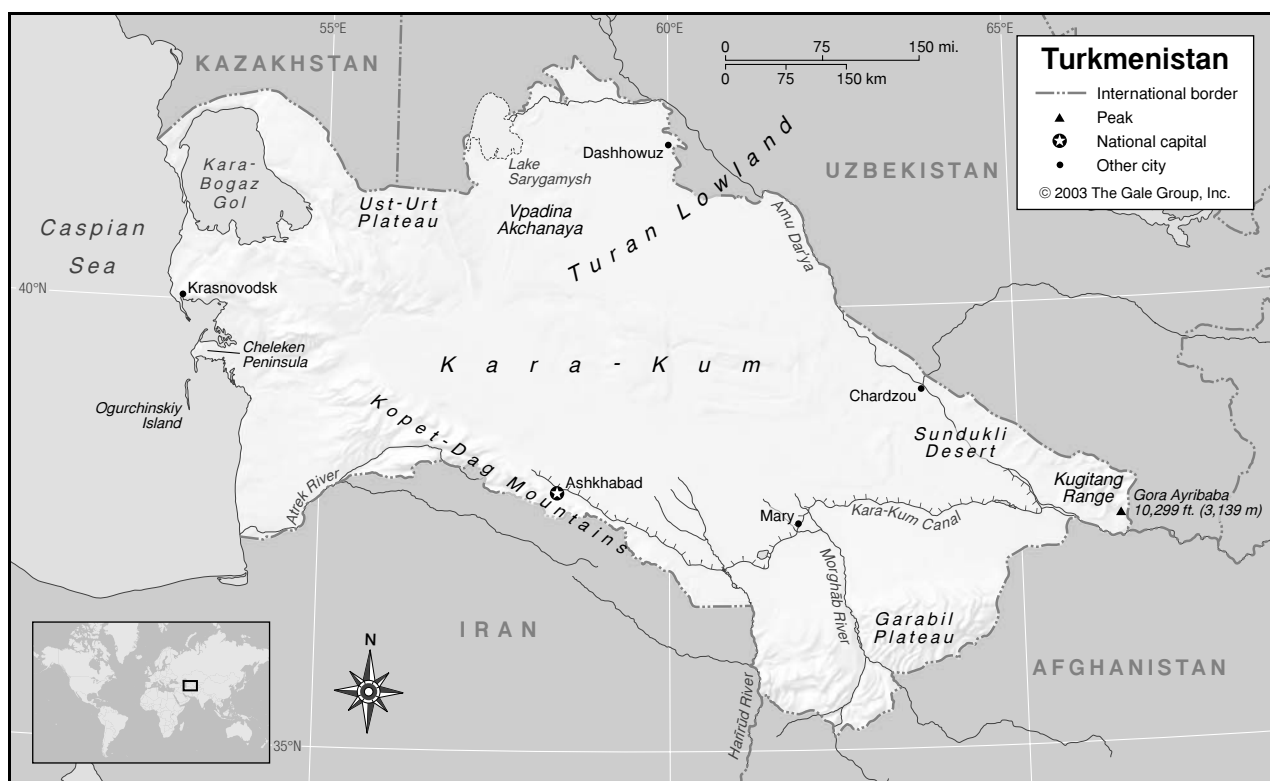 55°E
60°E
65°E
KAZAKHSTAN
0 75 150 mi.
0 75 150 km
Turkmenistan
International border
Peak
National capital
Other city
© 2003 The Gale Group, Inc.
Kara-
Bogaz
Gol
Lake
Sarygamysh
Dashhowuz
UZBEKISTAN
Ust-Urt
Plateau
Vpadina
Akchanaya
Turan Lowland
Amu Dar'ya
Caspian
Sea
40°N
Krasnovodsk
Cheleken
Peninsula
Kara-Kum
Ogurchinskiy
Island
Chardzou
Kopet-Dag Mountains
Sundukli
Desert
Atrek River
Ashkhabad
Kugitang
Range
Gora Ayribaba
10,299 ft. (3,139 m)
Mary
Kara-Kum Canal
Morghāb River
Garabil
Plateau
IRAN
N
AFGHANISTAN
Harīrūd River
35°N